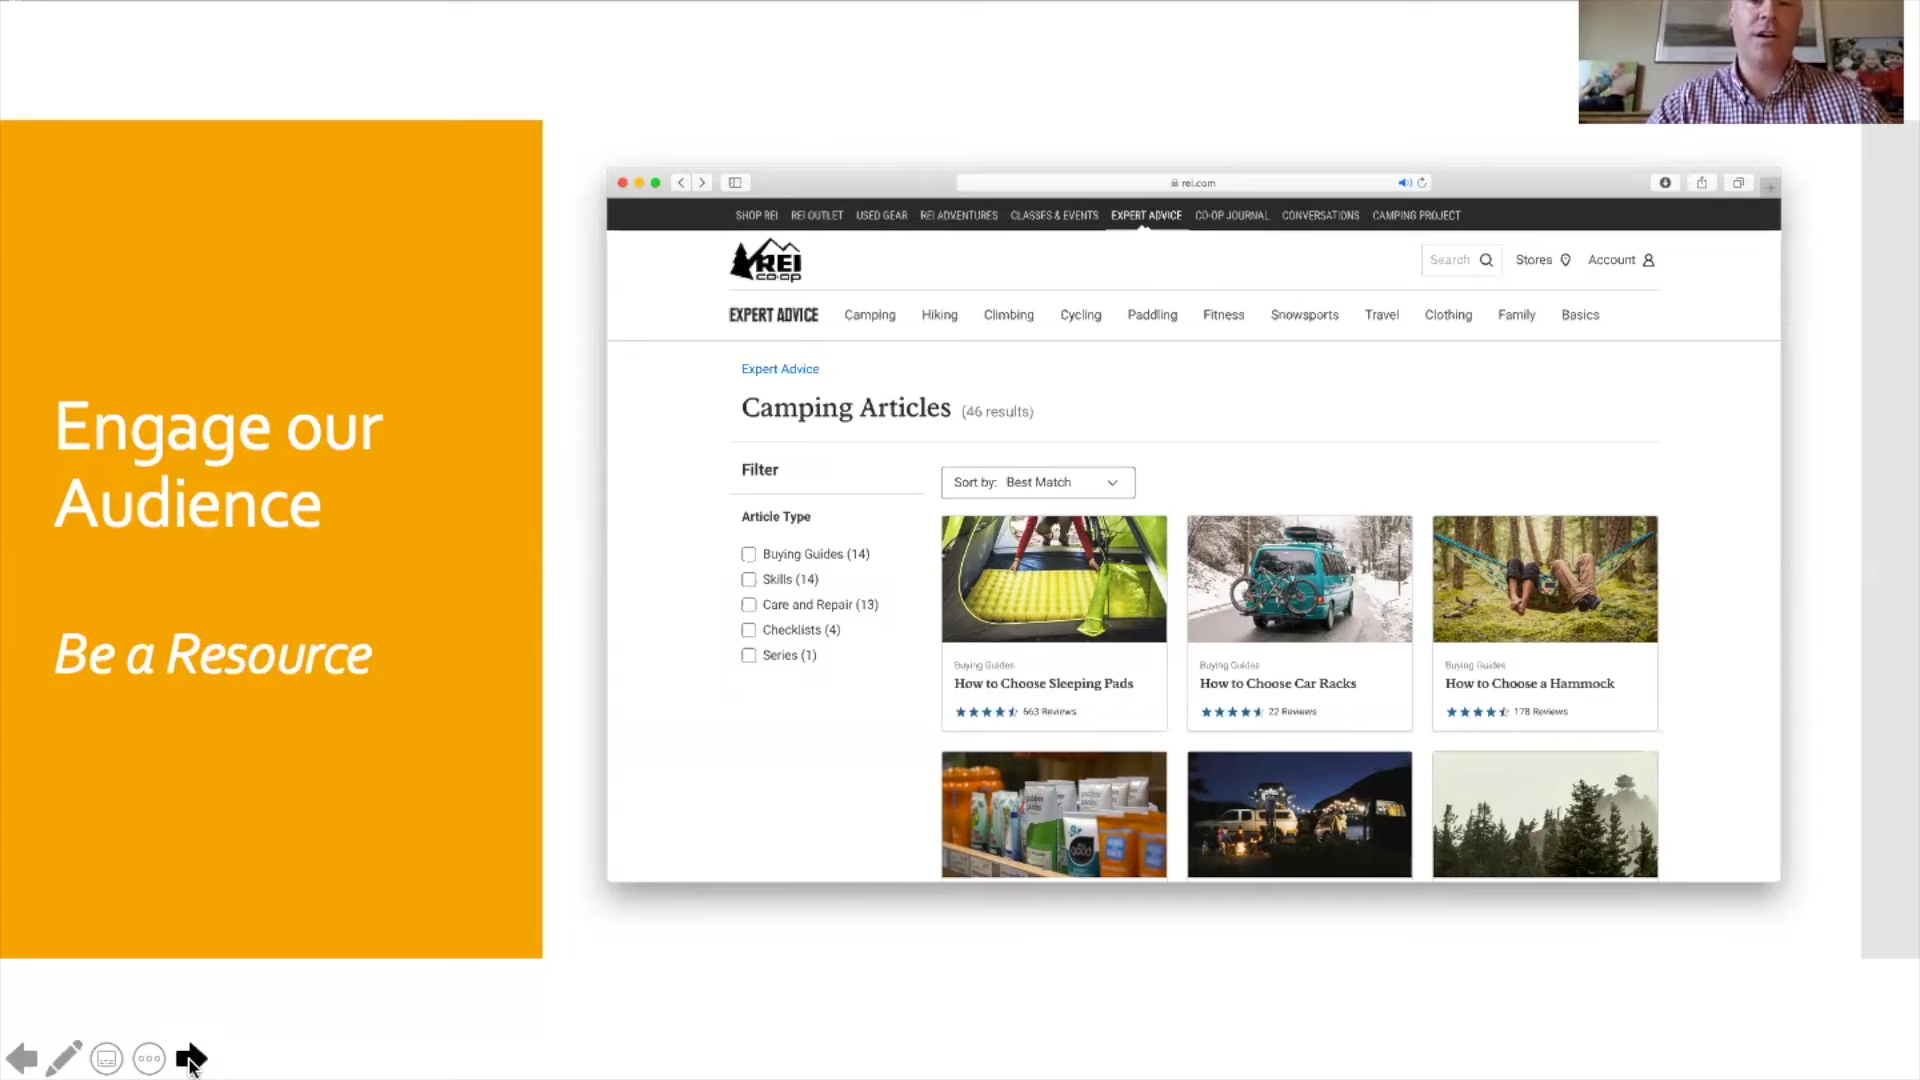 Engage our
Audience
Be a Resource
rei.com
SHOP REI REI OUTLET USED GEAR REI ADVENTURES CLASSES & EVENTS EXPERT ADVICE CO-OP JOURNAL CONVERSATIONS CAMPING PROJECT
REI
co·op
Search Stores Account
EXPERT ADVICE Camping Hiking Climbing Cycling Paddling Fitness Snowsports Travel Clothing Family Basics
Expert Advice
Camping Articles (46 results)
Filter
Sort by: Best Match
Article Type
Buying Guides (14)
Skills (14)
Care and Repair (13)
Checklists (4)
Series (1)
Buying Guides
How to Choose Sleeping Pads
563 Reviews
Buying Guides
How to Choose Car Racks
22 Reviews
Buying Guides
How to Choose a Hammock
178 Reviews
good